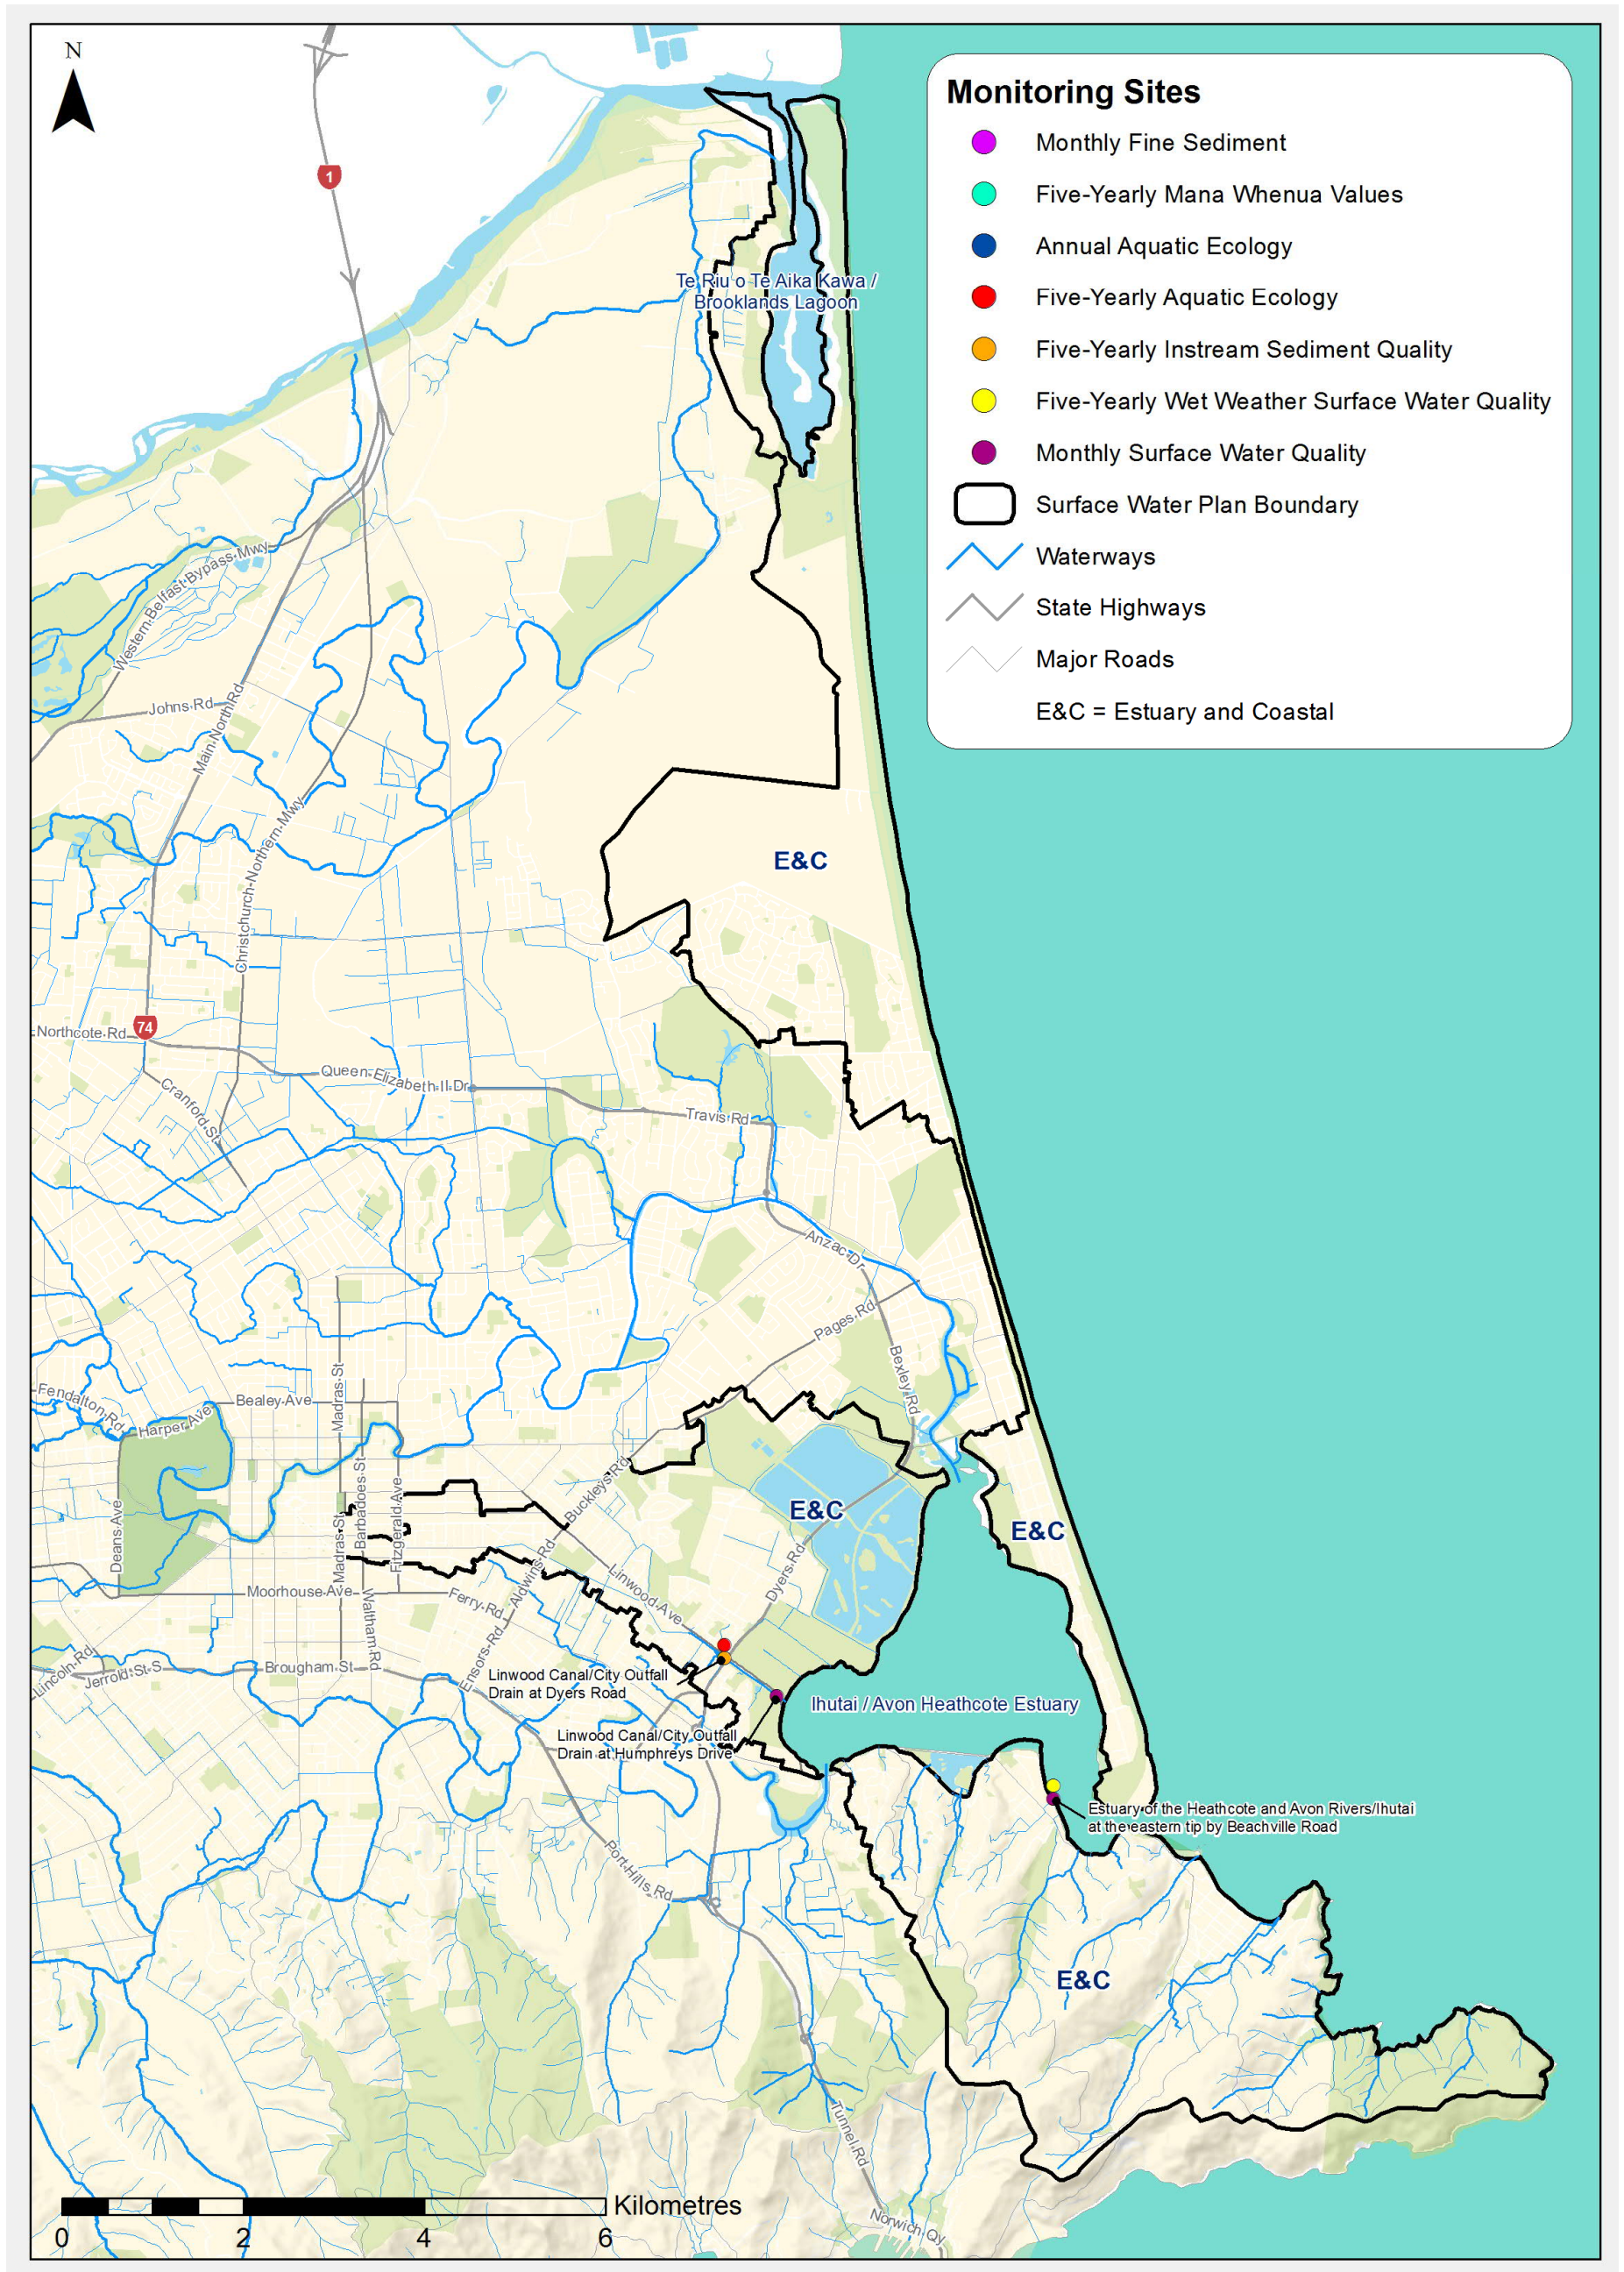 N
Monitoring Sites
Monthly Fine Sediment
Five-Yearly Mana Whenua Values
Annual Aquatic Ecology
Five-Yearly Aquatic Ecology
Five-Yearly Instream Sediment Quality
Five-Yearly Wet Weather Surface Water Quality
Monthly Surface Water Quality
Surface Water Plan Boundary
Waterways
State Highways
Major Roads
E&C = Estuary and Coastal
1
Te Riu o Te Aika Kawa /
Brooklands Lagoon
Western Belfast Bypass Mwy
Johns Rd
Main North Rd
Christchurch Northern Mwy
E&C
Northcote Rd
74
Cranford St
Queen Elizabeth II Dr
Travis Rd
Anzac Dr
Pages Rd
Bexley Rd
Fendalton Rd
Harper Ave
Bealey Ave
Madras St
Deans Ave
Madras St
Barbadoes St
Fitzgerald Ave
Buckleys Rd
E&C
E&C
Aldwins Rd
Linwood Ave
Dyers Rd
Moorhouse Ave
Waltham Rd
Ferry Rd
Ensors Rd
Lincoln Rd
Jerrold St S
Brougham St
Linwood Canal/City Outfall
Drain at Dyers Road
Ihutai / Avon Heathcote Estuary
Linwood Canal/City Outfall
Drain at Humphreys Drive
Estuary of the Heathcote and Avon Rivers/Ihutai
at the eastern tip by Beachville Road
Port Hills Rd
E&C
Tunnel Rd
Norwich Qy
Kilometres
0 2 4 6